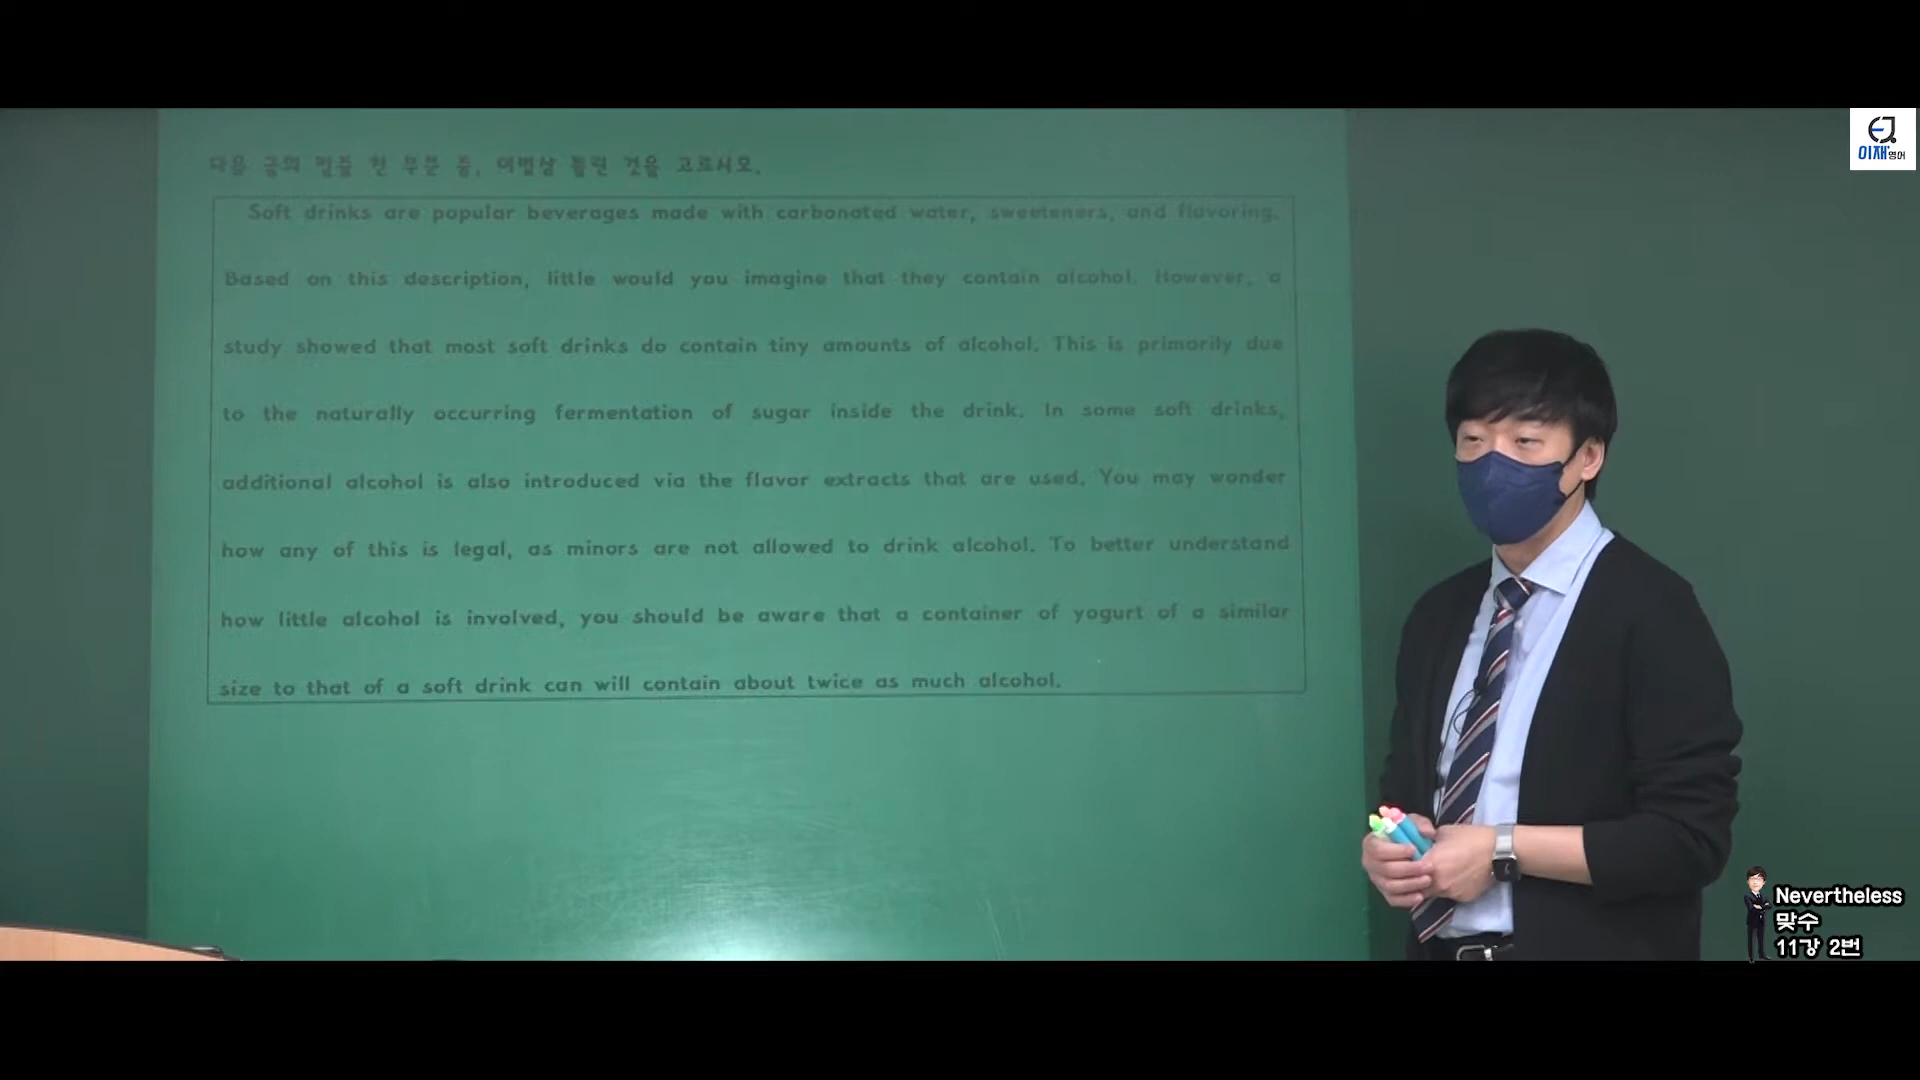 다음 글의 밑줄 친 부분 중, 어법상 틀린 것을 고르시오.
Soft drinks are popular beverages made with carbonated water, sweeteners, and flavoring.
Based on this description, little would you imagine that they contain alcohol. However, a
study showed that most soft drinks do contain tiny amounts of alcohol. This is primarily due
to the naturally occurring fermentation of sugar inside the drink. In some soft drinks,
additional alcohol is also introduced via the flavor extracts that are used. You may wonder
how any of this is legal, as minors are not allowed to drink alcohol. To better understand
how little alcohol is involved, you should be aware that a container of yogurt of a similar
size to that of a soft drink can will contain about twice as much alcohol.
EJ
이재영어
Nevertheless
맞수
11강 2번